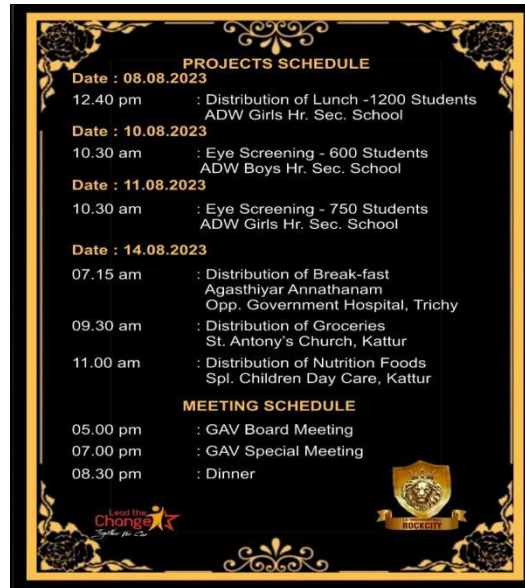 PROJECTS SCHEDULE
Date : 08.08.2023
12.40 pm : Distribution of Lunch -1200 Students
ADW Girls Hr. Sec. School
Date : 10.08.2023
10.30 am : Eye Screening - 600 Students
ADW Boys Hr. Sec. School
Date : 11.08.2023
10.30 am : Eye Screening - 750 Students
ADW Girls Hr. Sec. School
Date : 14.08.2023
07.15 am : Distribution of Break-fast
Agasthiyar Annathanam
Opp. Government Hospital, Trichy
09.30 am : Distribution of Groceries
St. Antony's Church, Kattur
11.00 am : Distribution of Nutrition Foods
Spl. Children Day Care, Kattur
MEETING SCHEDULE
05.00 pm : GAV Board Meeting
07.00 pm : GAV Special Meeting
08.30 pm : Dinner
Lead the
Change
Together We Can
ROCKCITY